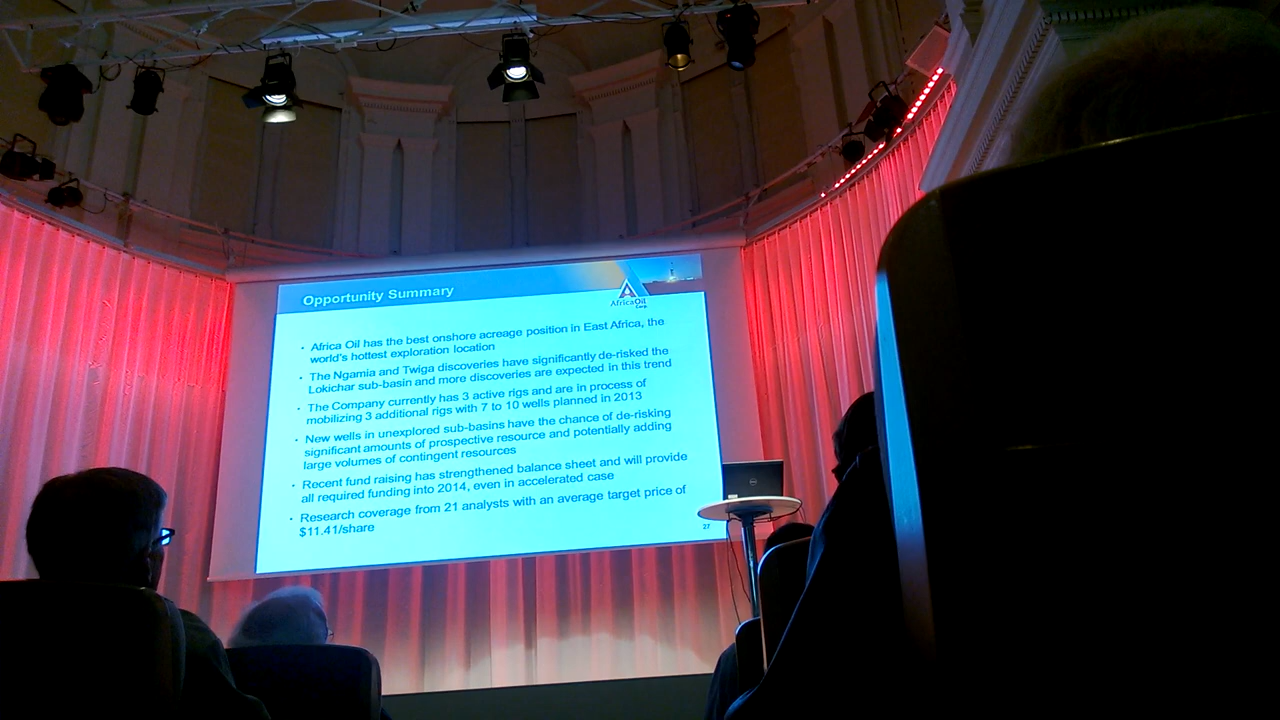 Opportunity Summary
AfricaOil
Corp.
• Africa Oil has the best onshore acreage position in East Africa, the
world's hottest exploration location
• The Ngamia and Twiga discoveries have significantly de-risked the
Lokichar sub-basin and more discoveries are expected in this trend
• The Company currently has 3 active rigs and are in process of
mobilizing 3 additional rigs with 7 to 10 wells planned in 2013
• New wells in unexplored sub-basins have the chance of de-risking
significant amounts of prospective resource and potentially adding
large volumes of contingent resources
• Recent fund raising has strengthened balance sheet and will provide
all required funding into 2014, even in accelerated case
• Research coverage from 21 analysts with an average target price of
$11.41/share
27
DELL